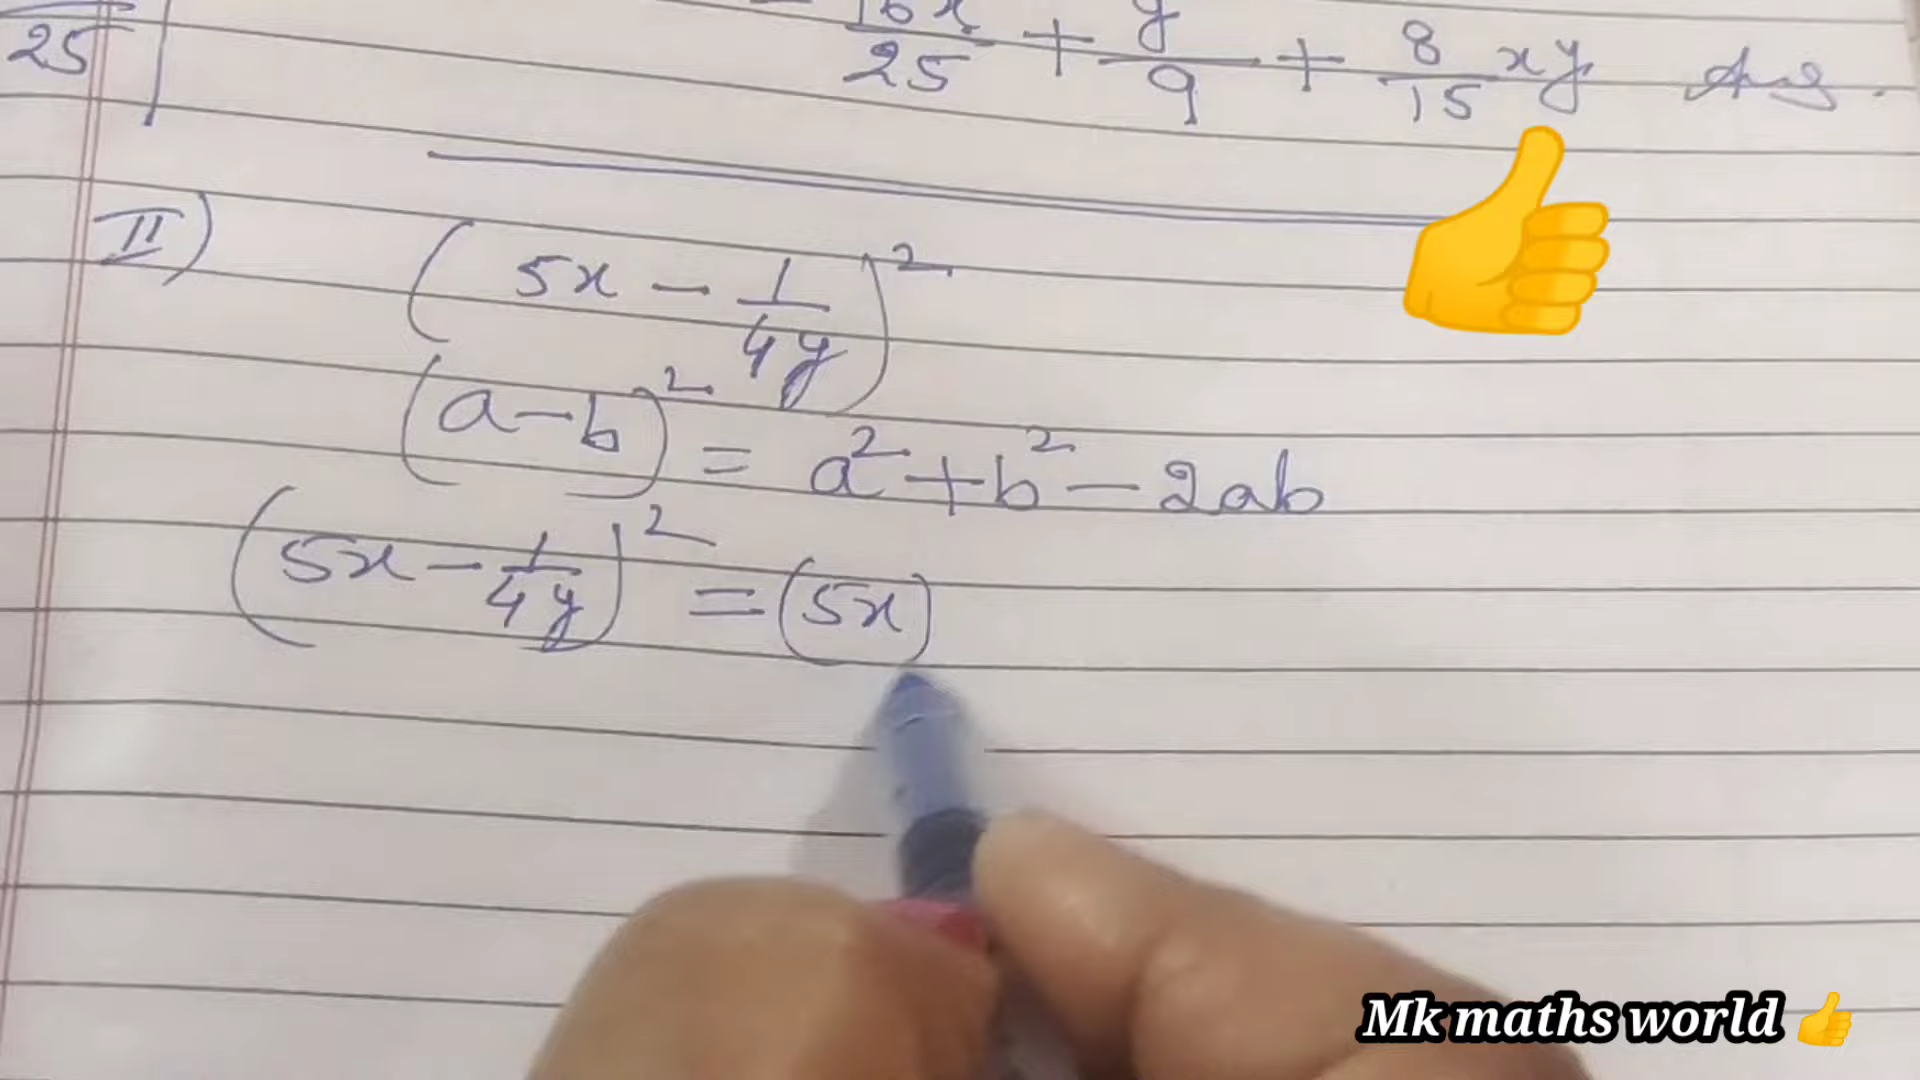 25
16x/25 + y/9 + 8/15 xy Ans.
II) (5x - 1/4y)²
(a-b)² = a² + b² - 2ab
(5x - 1/4y)² = (5x)
Mk maths world 👍